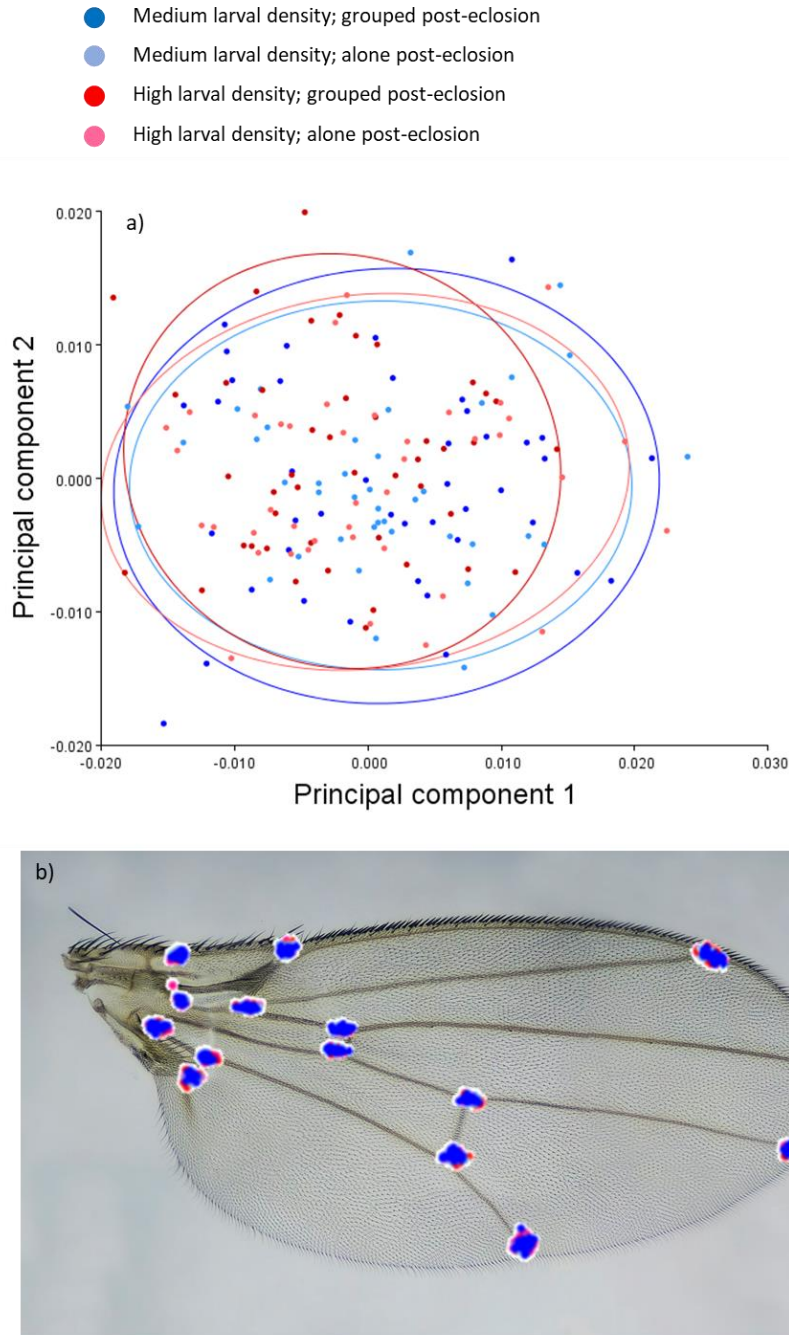 Medium larval density; grouped post-eclosion
Medium larval density; alone post-eclosion
High larval density; grouped post-eclosion
High larval density; alone post-eclosion
a)
0.020
0.010
0.000
-0.010
-0.020
Principal component 2
-0.020 -0.010 0.000 0.010 0.020 0.030
Principal component 1
b)